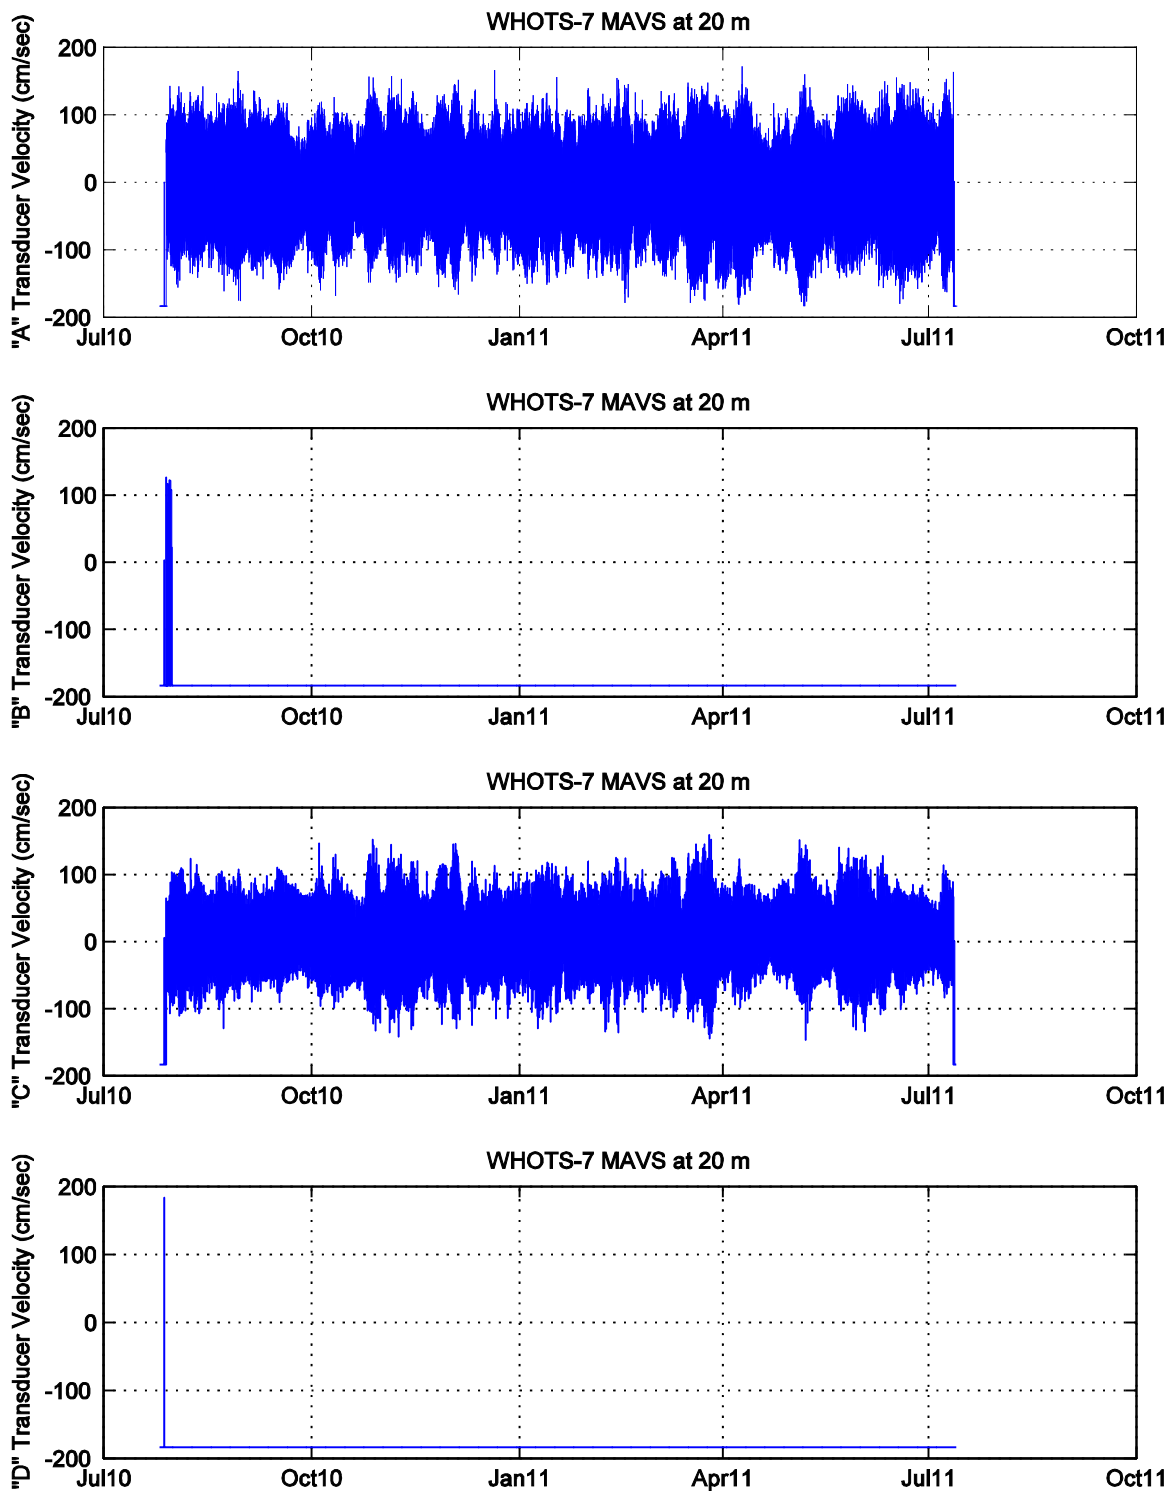 WHOTS-7 MAVS at 20 m
"A" Transducer Velocity (cm/sec)
200
100
0
-100
-200
Jul10 Oct10 Jan11 Apr11 Jul11 Oct11
WHOTS-7 MAVS at 20 m
"B" Transducer Velocity (cm/sec)
200
100
0
-100
-200
Jul10 Oct10 Jan11 Apr11 Jul11 Oct11
WHOTS-7 MAVS at 20 m
"C" Transducer Velocity (cm/sec)
200
100
0
-100
-200
Jul10 Oct10 Jan11 Apr11 Jul11 Oct11
WHOTS-7 MAVS at 20 m
"D" Transducer Velocity (cm/sec)
200
100
0
-100
-200
Jul10 Oct10 Jan11 Apr11 Jul11 Oct11